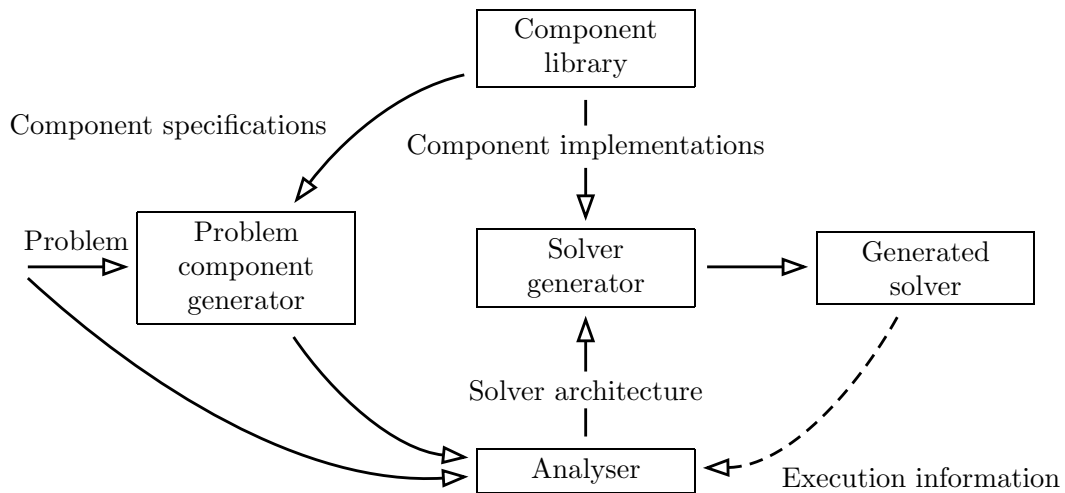 Component
library
Component specifications
Component implementations
Problem
Problem
component
generator
Solver
generator
Generated
solver
Solver architecture
Analyser
Execution information